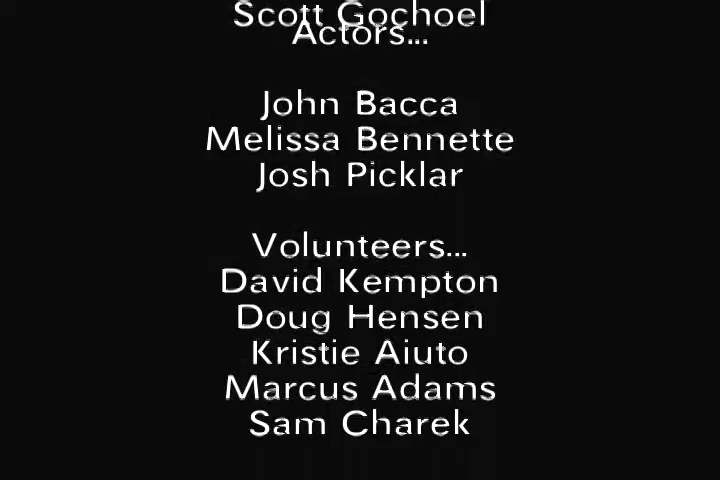 Scott Gochoel
Actors...
John Bacca
Melissa Bennette
Josh Picklar
Volunteers...
David Kempton
Doug Hensen
Kristie Aiuto
Marcus Adams
Sam Charek